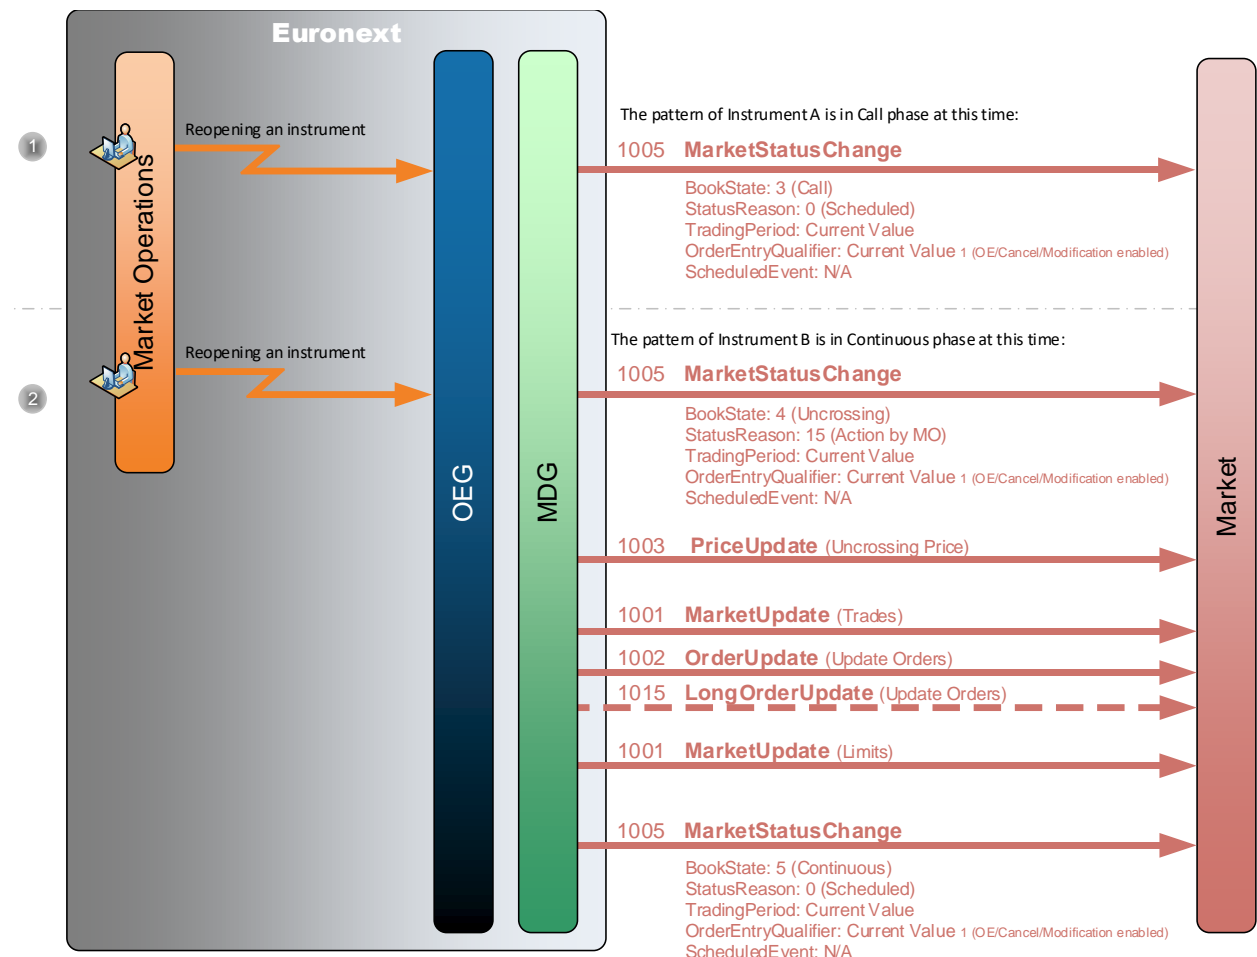 Euronext
The pattern of Instrument A is in Call phase at this time:
1
Reopening an instrument
1005 MarketStatusChange
BookState: 3 (Call)
StatusReason: 0 (Scheduled)
TradingPeriod: Current Value
OrderEntryQualifier: Current Value 1 (OE/Cancel/Modification enabled)
ScheduledEvent: N/A
Market Operations
The pattern of Instrument B is in Continuous phase at this time:
2
Reopening an instrument
1005 MarketStatusChange
BookState: 4 (Uncrossing)
StatusReason: 15 (Action by MO)
TradingPeriod: Current Value
OrderEntryQualifier: Current Value 1 (OE/Cancel/Modification enabled)
ScheduledEvent: N/A
OEG
MDG
Market
1003 PriceUpdate (Uncrossing Price)
1001 MarketUpdate (Trades)
1002 OrderUpdate (Update Orders)
1015 LongOrderUpdate (Update Orders)
1001 MarketUpdate (Limits)
1005 MarketStatusChange
BookState: 5 (Continuous)
StatusReason: 0 (Scheduled)
TradingPeriod: Current Value
OrderEntryQualifier: Current Value 1 (OE/Cancel/Modification enabled)
ScheduledEvent: N/A